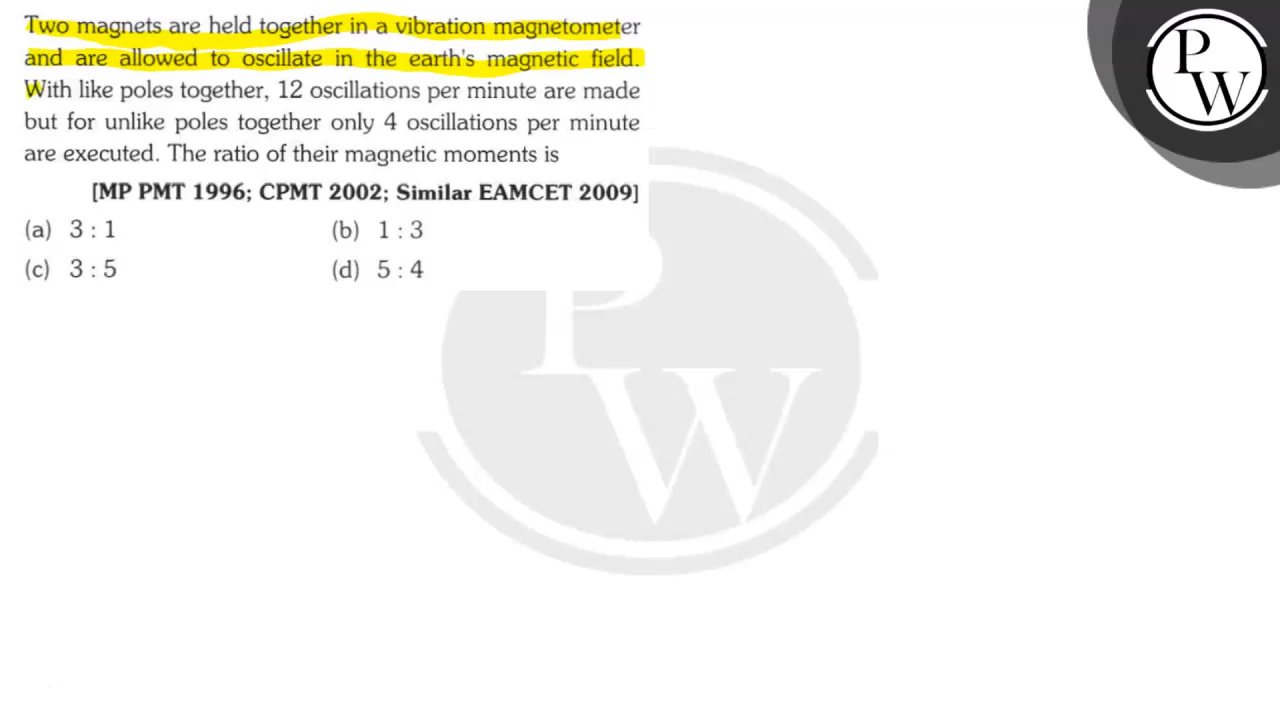 Two magnets are held together in a vibration magnetometer
and are allowed to oscillate in the earth's magnetic field.
With like poles together, 12 oscillations per minute are made
but for unlike poles together only 4 oscillations per minute
are executed. The ratio of their magnetic moments is
[MP PMT 1996; CPMT 2002; Similar EAMCET 2009]
(a) 3 : 1 (b) 1 : 3
(c) 3 : 5 (d) 5 : 4
PW
PW